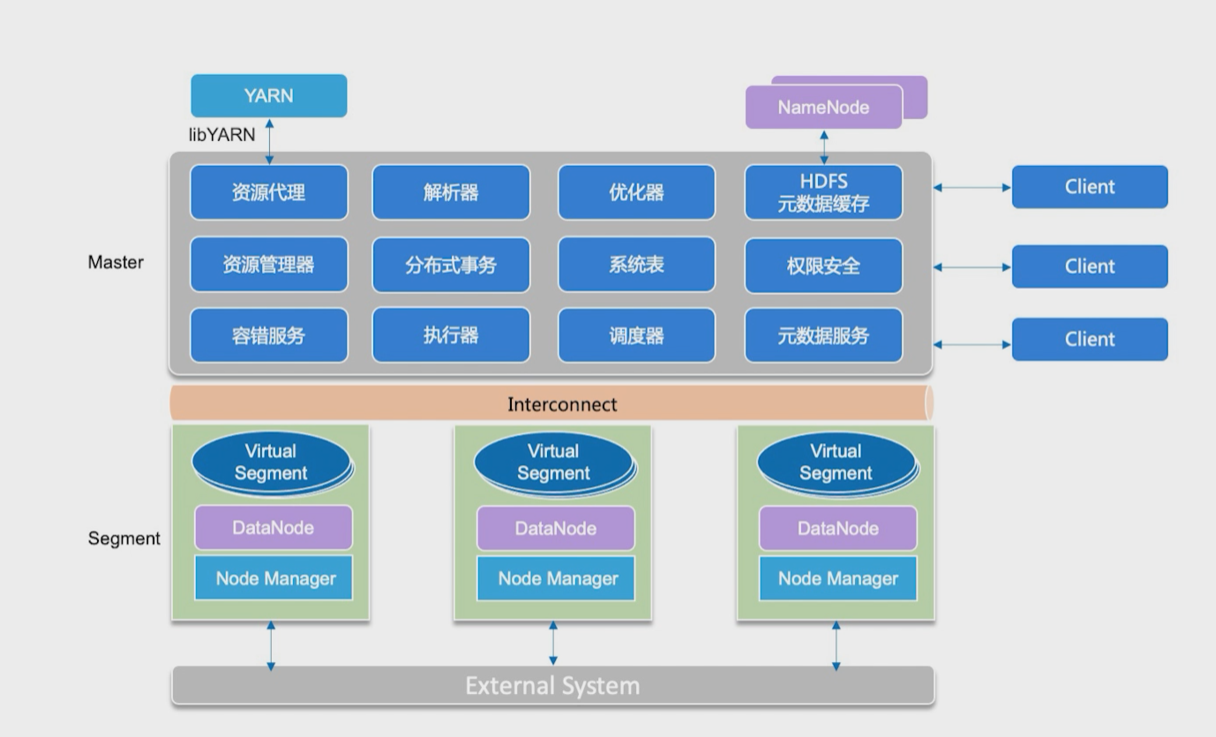 YARN
NameNode
libYARN
资源代理
解析器
优化器
HDFS
元数据缓存
Client
Master
资源管理器
分布式事务
系统表
权限安全
Client
容错服务
执行器
调度器
元数据服务
Client
Interconnect
Virtual
Segment
Virtual
Segment
Virtual
Segment
Segment
DataNode
DataNode
DataNode
Node Manager
Node Manager
Node Manager
External System